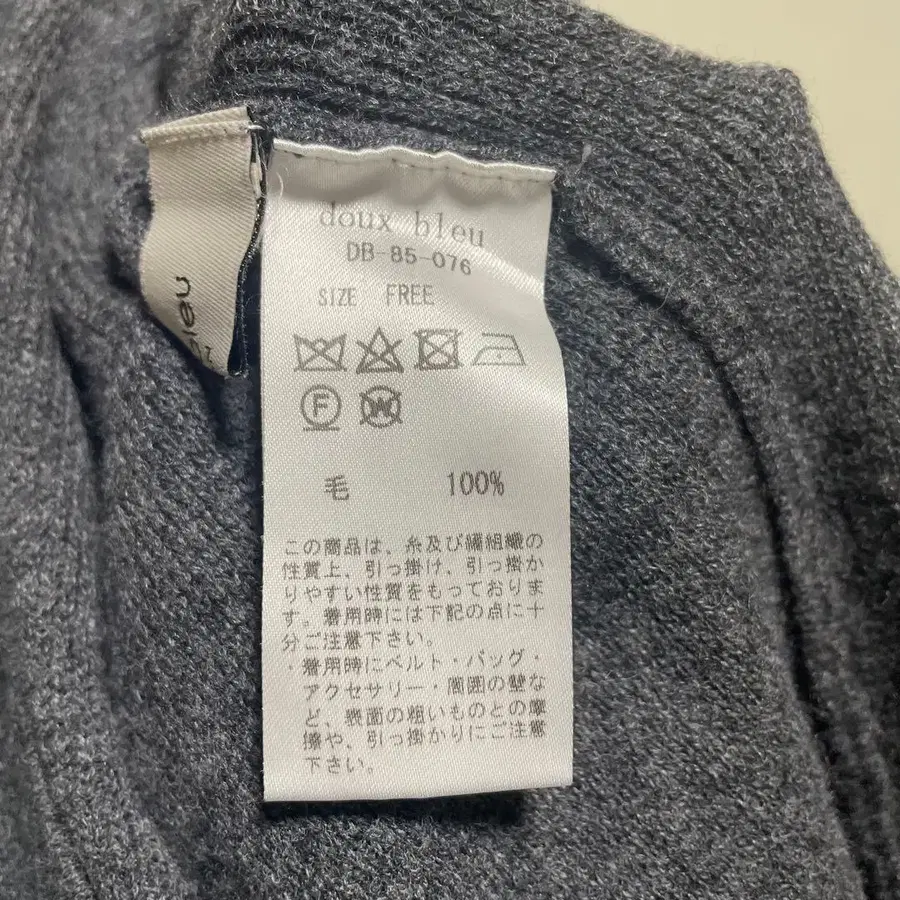 doux bleu
DB-85-076
SIZE FREE
F
W
毛 100%
この商品は、糸及び編組織の
性質上、引っ掛け、引っ掛か
りやすい性質をもっておりま
す。着用時には下記の点に十
分ご注意下さい。
・着用時にベルト・バッグ・
アクセサリー・周囲の壁な
ど、表面の粗いものとの摩
擦や、引っ掛かりにご注意
下さい。
bleu